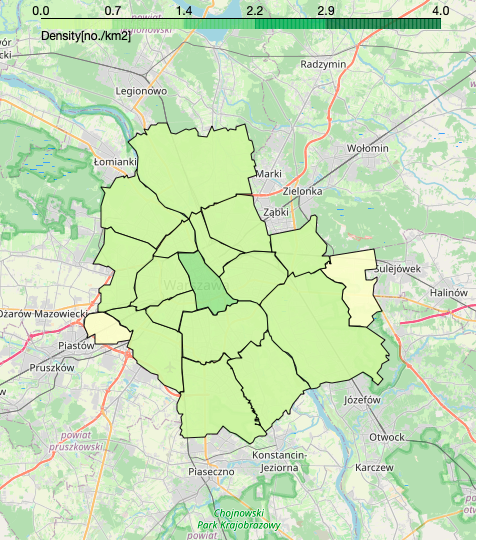 0.0 0.7 1.4 2.2 2.9 4.0
Density[no./km2]
powiat
Radzymin
Legionowo
Wołomin
Łomianki
Marki
Zielonka
Ząbki
Sulejówek
Halinów
Warszawa
Ożarów Mazowiecki
Piastów
Pruszków
Józefów
powiat
pruszkowski
Otwock
Konstancin-
Jeziorna
Karczew
Piaseczno
Chojnowski
Park Krajobrazowy
powiat